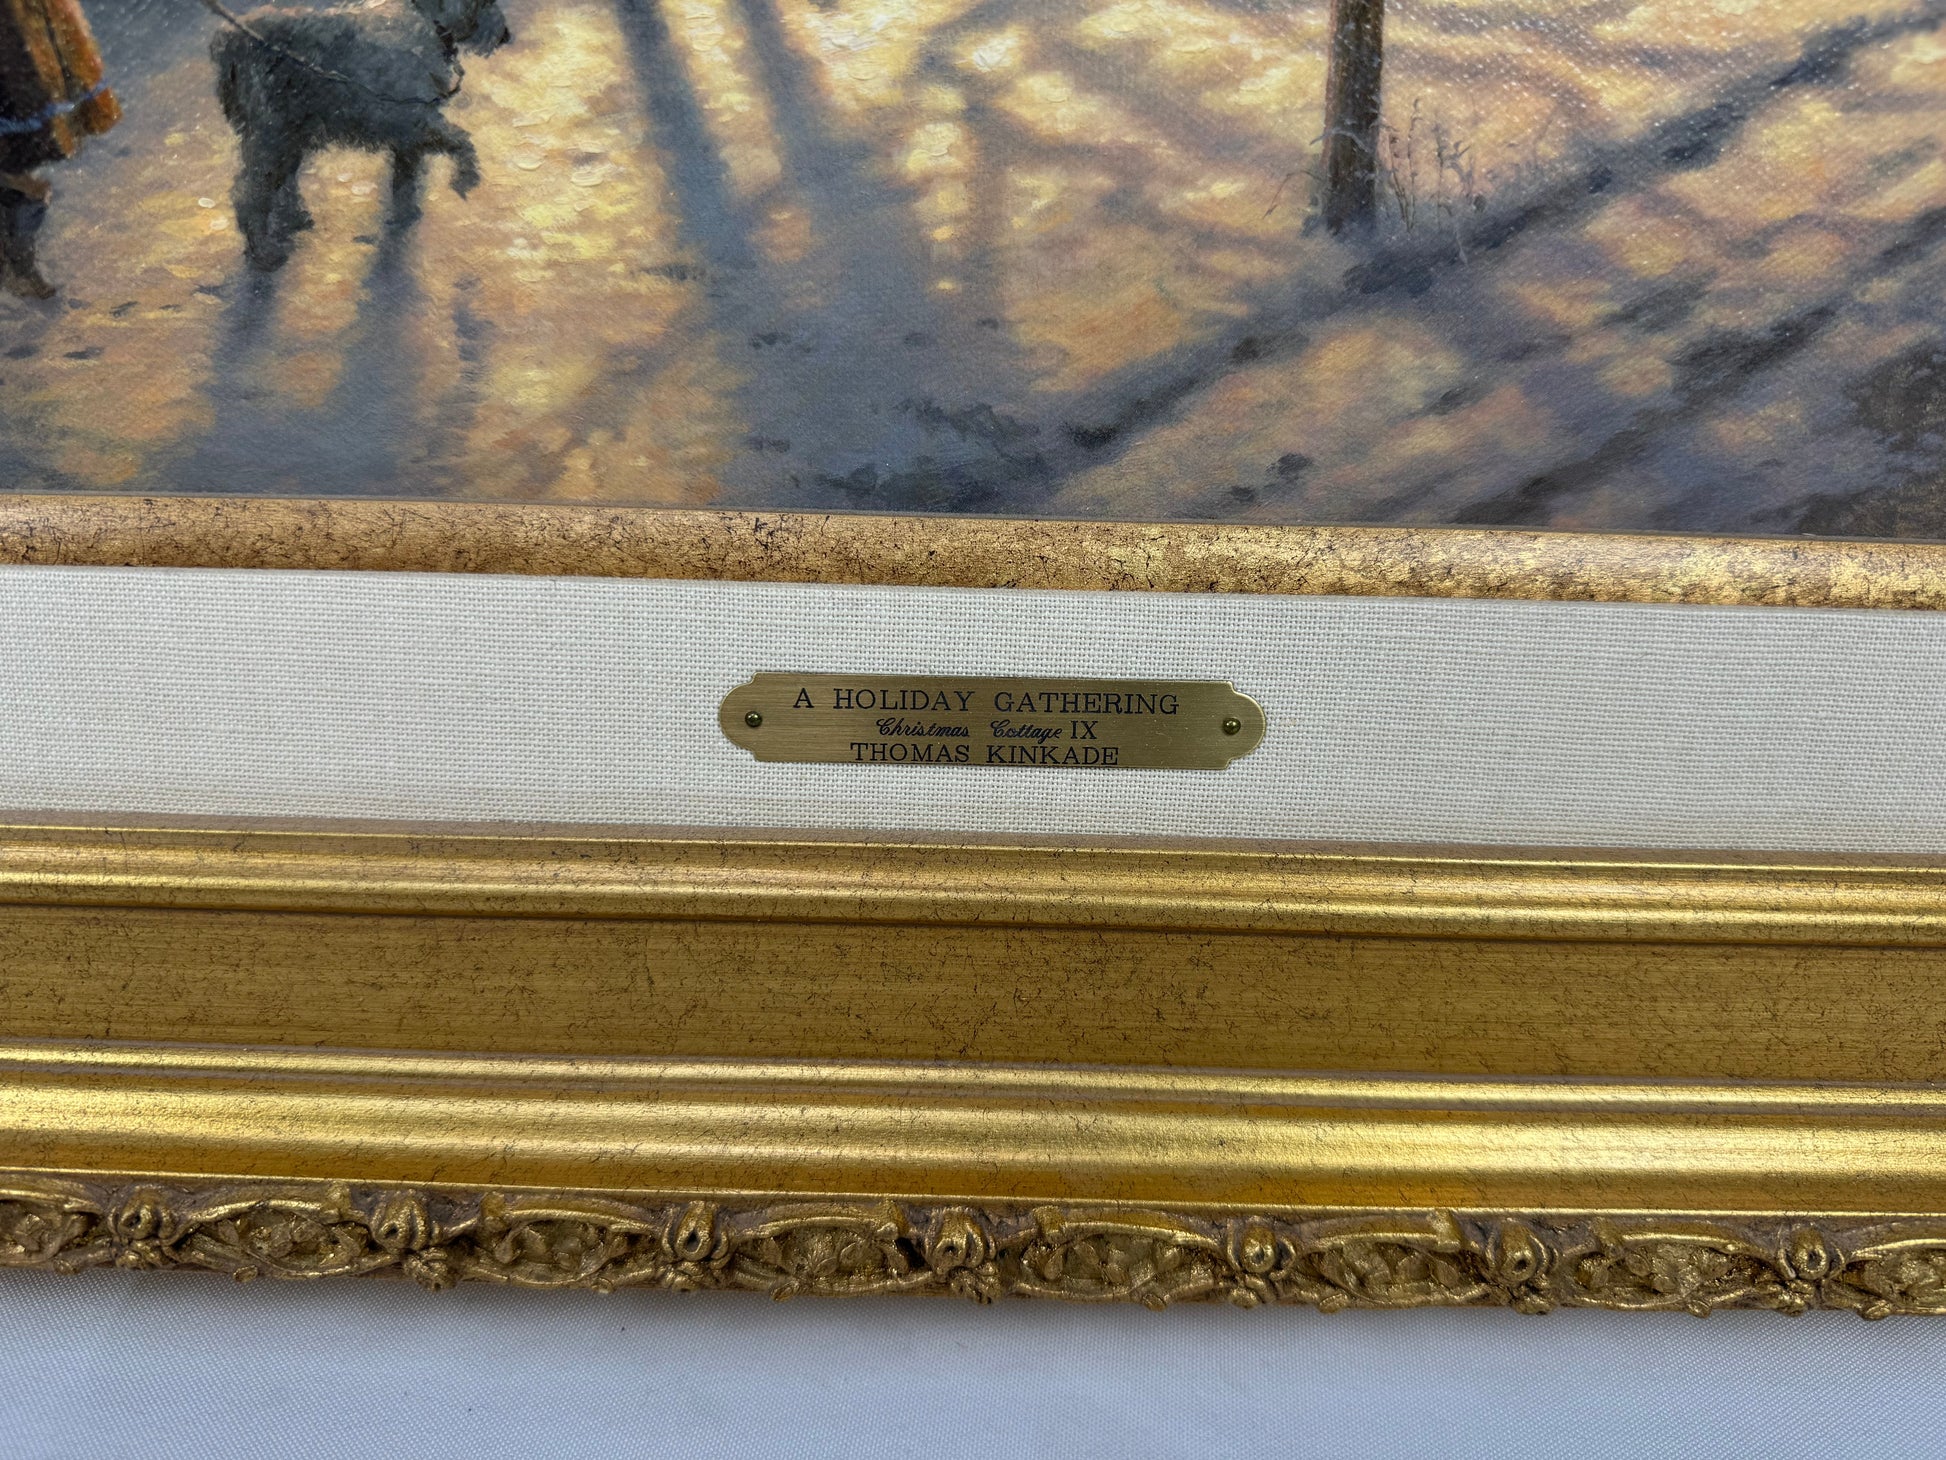 A HOLIDAY GATHERING
Christmas Cottage IX
THOMAS KINKADE